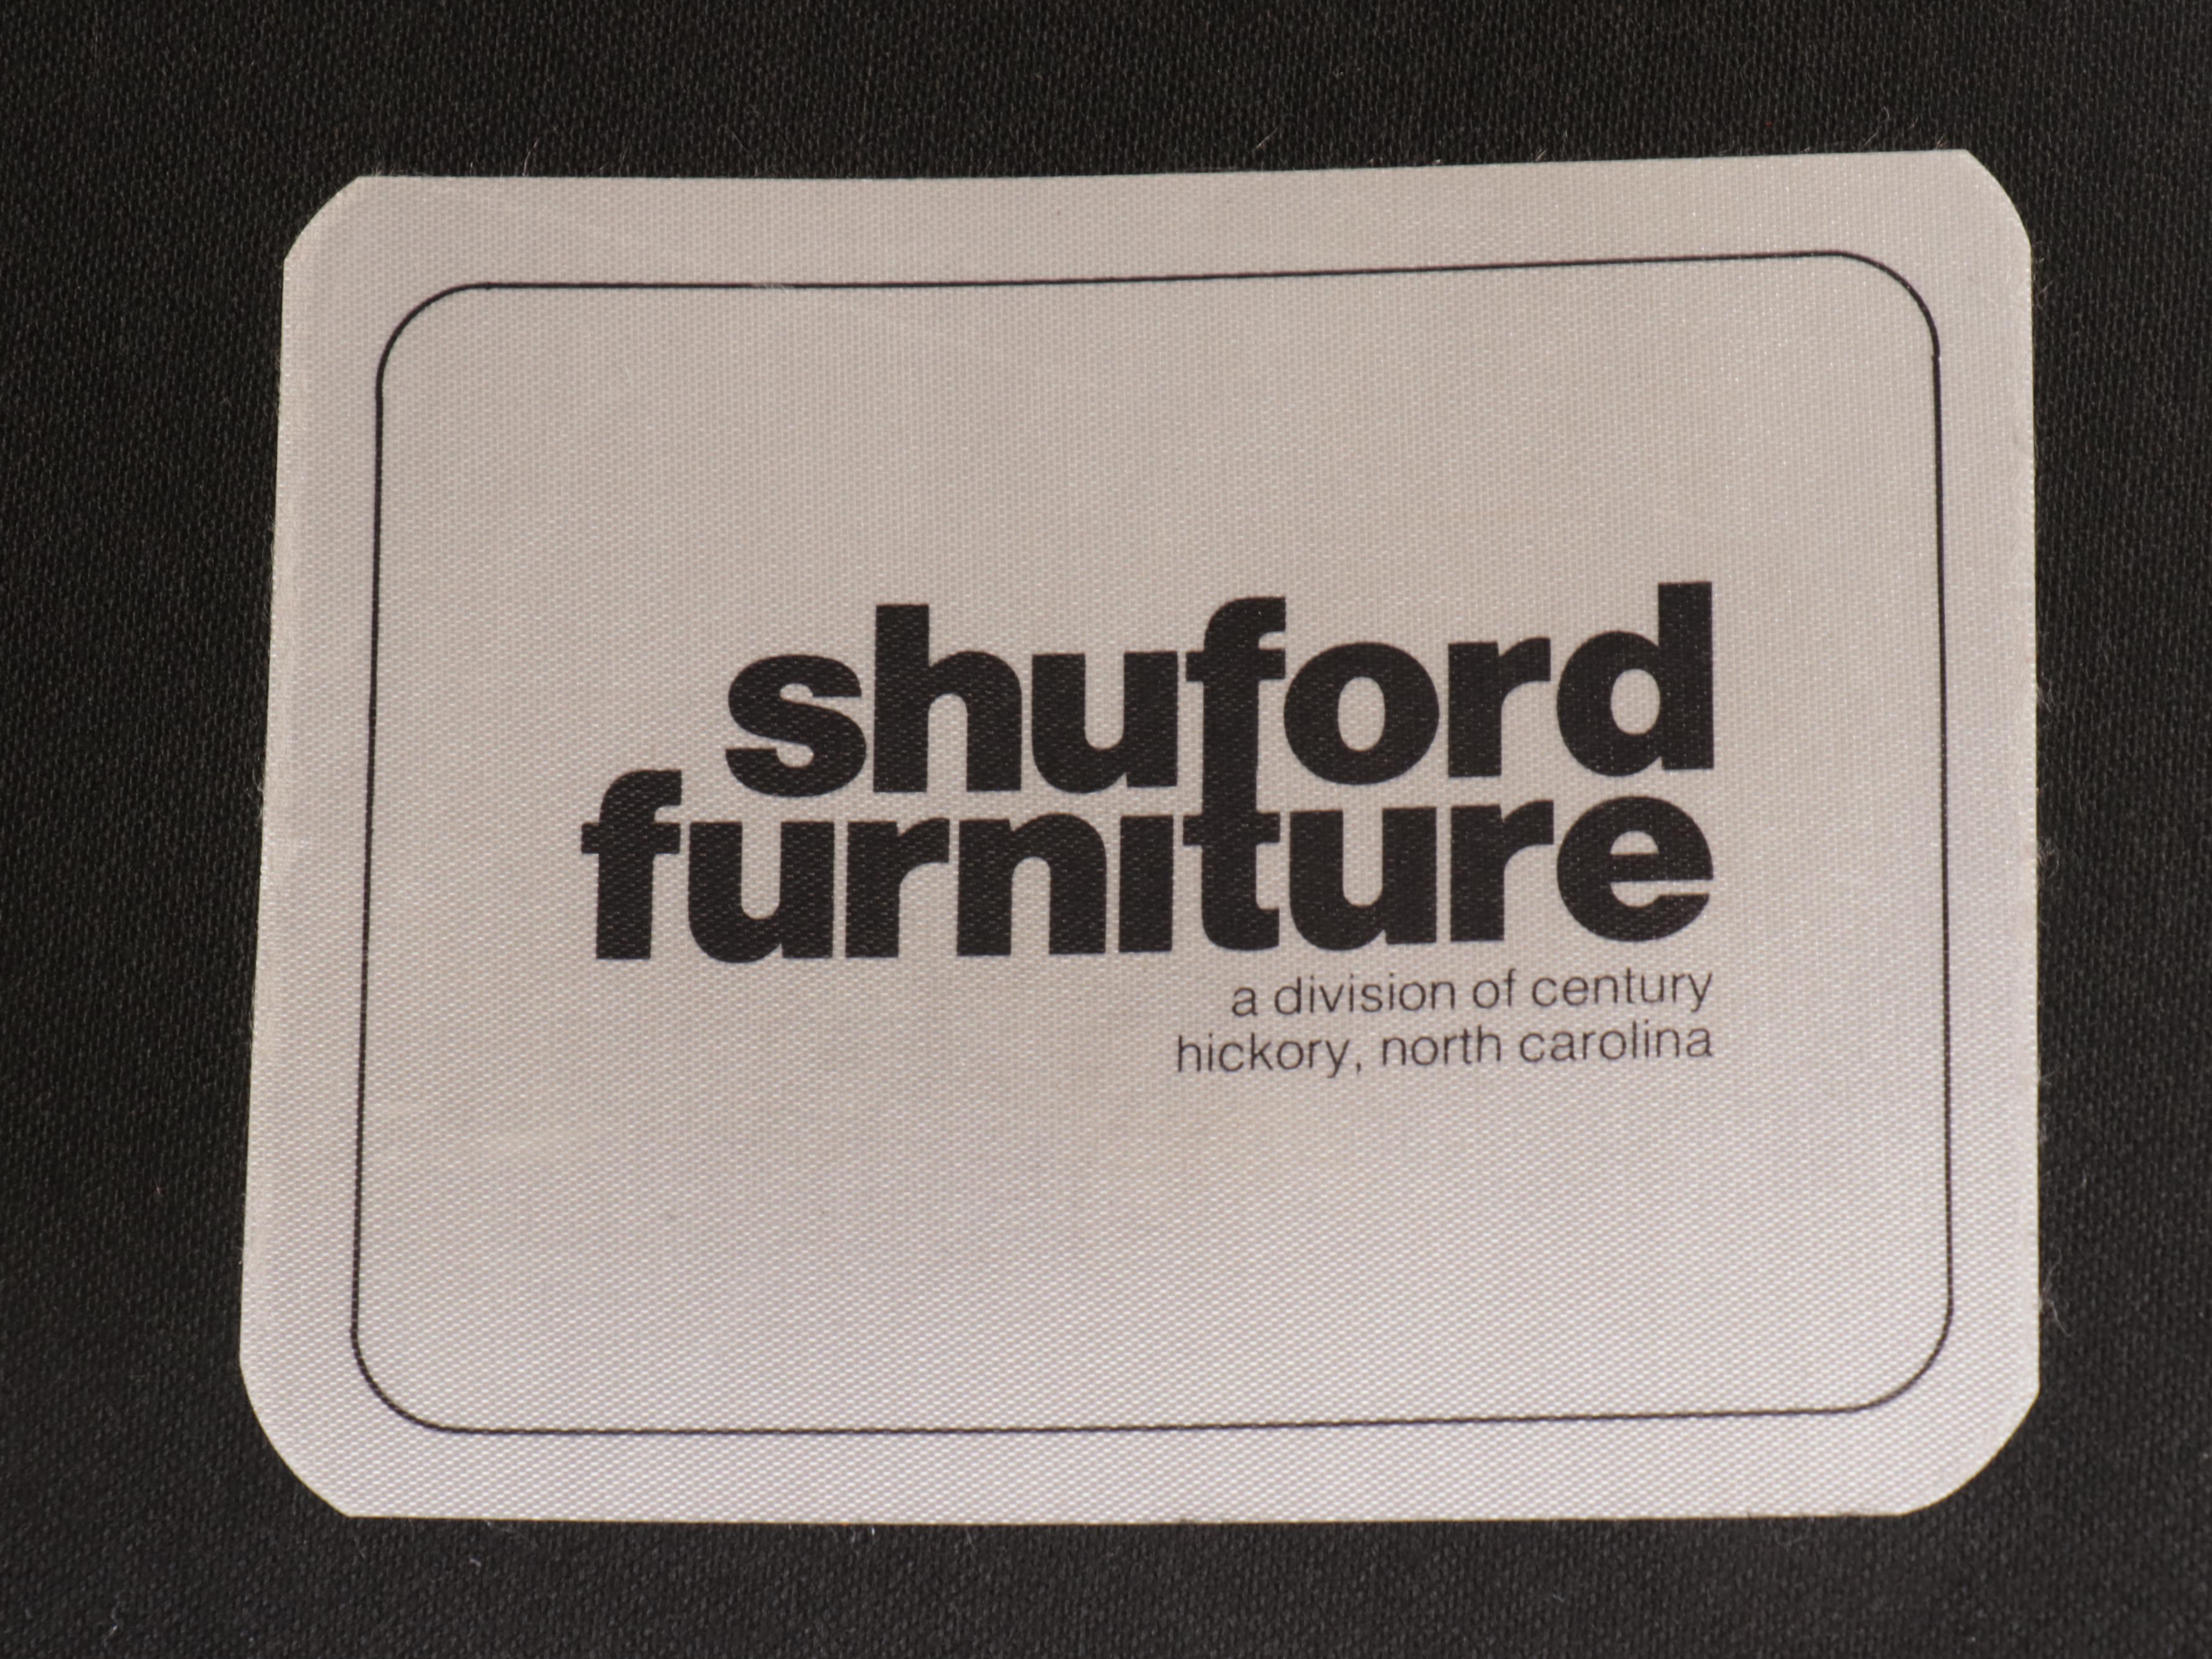 shuford
furniture
a division of century
hickory, north carolina